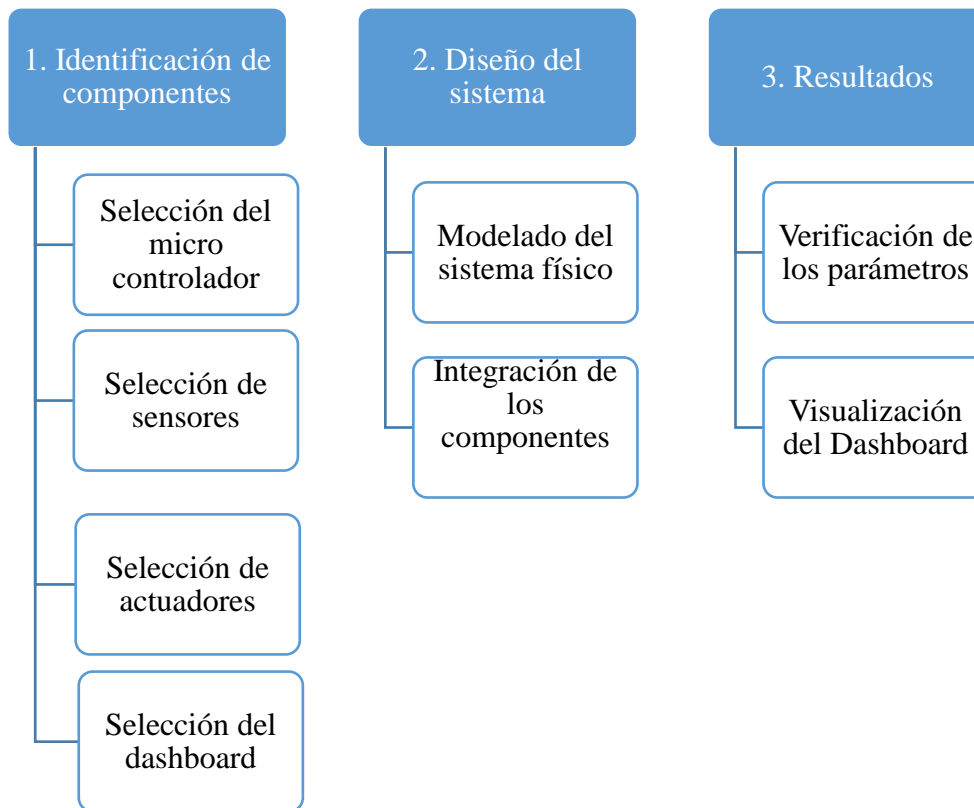 1. Identificación de
componentes
Selección del
micro
controlador
Selección de
sensores
Selección de
actuadores
Selección del
dashboard
2. Diseño del
sistema
Modelado del
sistema físico
Integración de
los
componentes
3. Resultados
Verificación de
los parámetros
Visualización
del Dashboard